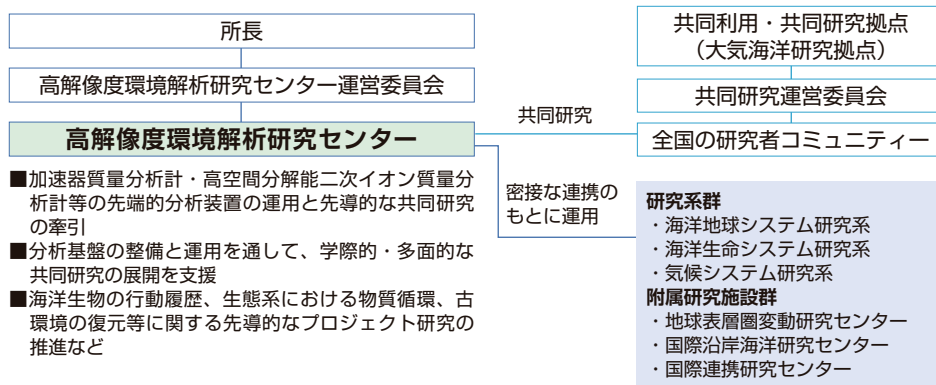 所長
高解像度環境解析研究センター運営委員会
高解像度環境解析研究センター
■加速器質量分析計・高空間分解能二次イオン質量分
析計等の先端的分析装置の運用と先導的な共同研究
の牽引
■分析基盤の整備と運用を通して、学際的・多面的な
共同研究の展開を支援
■海洋生物の行動履歴、生態系における物質循環、古
環境の復元等に関する先導的なプロジェクト研究の
推進など
共同研究
密接な連携の
もとに運用
共同利用・共同研究拠点
（大気海洋研究拠点）
共同研究運営委員会
全国の研究者コミュニティー
研究系群
・海洋地球システム研究系
・海洋生命システム研究系
・気候システム研究系
附属研究施設群
・地球表層圏変動研究センター
・国際沿岸海洋研究センター
・国際連携研究センター